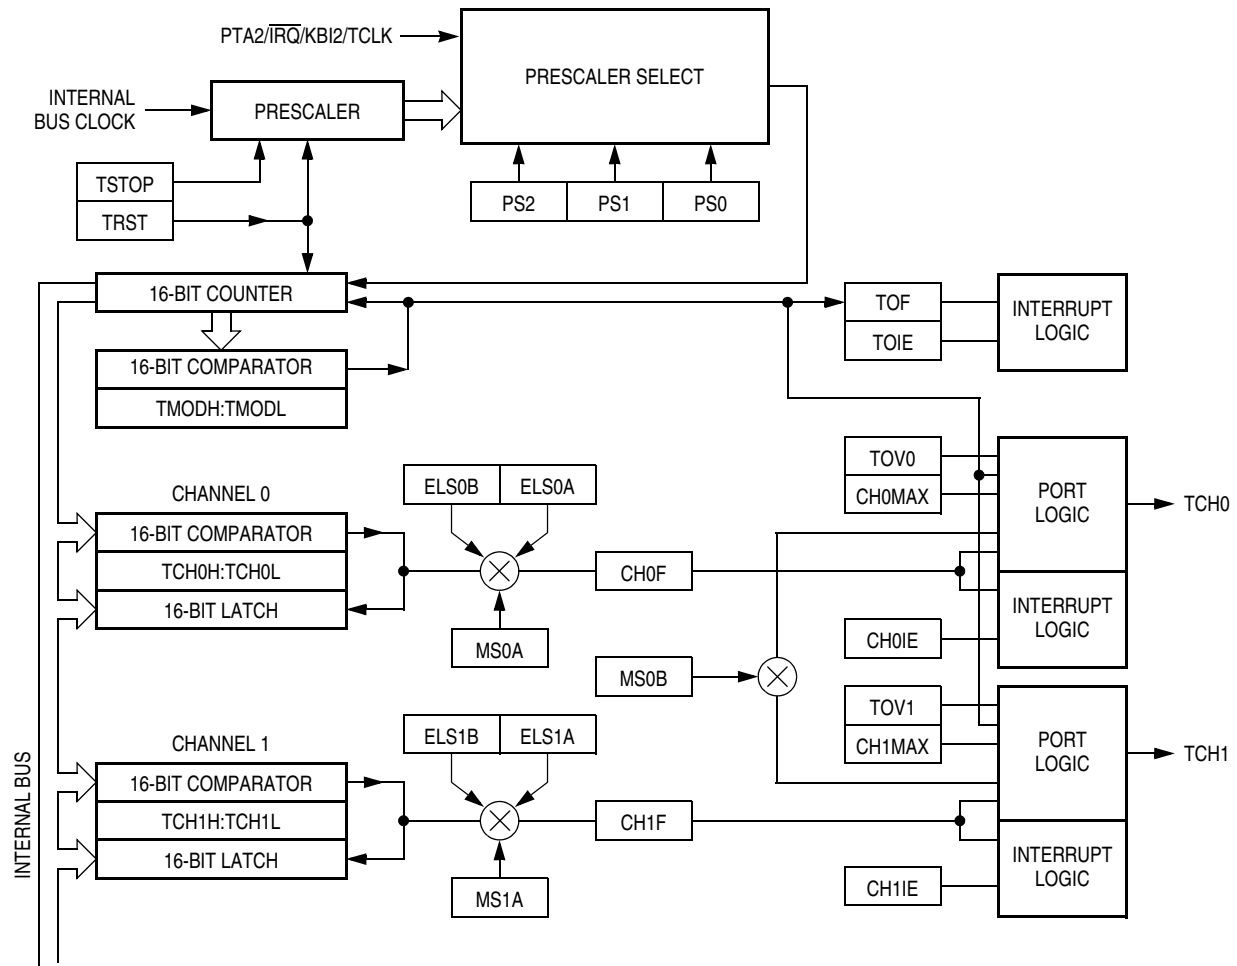 PTA2/IRQ/KBI2/TCLK
PRESCALER SELECT
INTERNAL
BUS CLOCK
PRESCALER
TSTOP
TRST
PS2
PS1
PS0
16-BIT COUNTER
16-BIT COMPARATOR
TMODH:TMODL
TOF
TOIE
INTERRUPT
LOGIC
CHANNEL 0
16-BIT COMPARATOR
TCH0H:TCH0L
16-BIT LATCH
ELS0B
ELS0A
MS0A
CH0F
TOV0
CH0MAX
PORT
LOGIC
TCH0
INTERRUPT
LOGIC
CH0IE
MS0B
CHANNEL 1
16-BIT COMPARATOR
TCH1H:TCH1L
16-BIT LATCH
ELS1B
ELS1A
MS1A
CH1F
TOV1
CH1MAX
PORT
LOGIC
TCH1
INTERRUPT
LOGIC
CH1IE
INTERNAL BUS